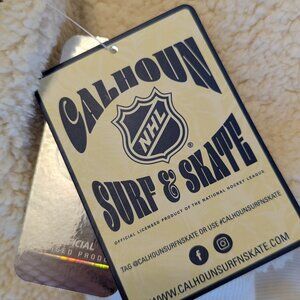 CALHOUN
NHL
®
SURF & SKATE
OFFICIAL LICENSED PRODUCT OF THE NATIONAL HOCKEY LEAGUE
TAG @CALHOUNSURFNSKATE OR USE #CALHOUNSURFNSKATE
f
WWW.CALHOUNSURFNSKATE.COM